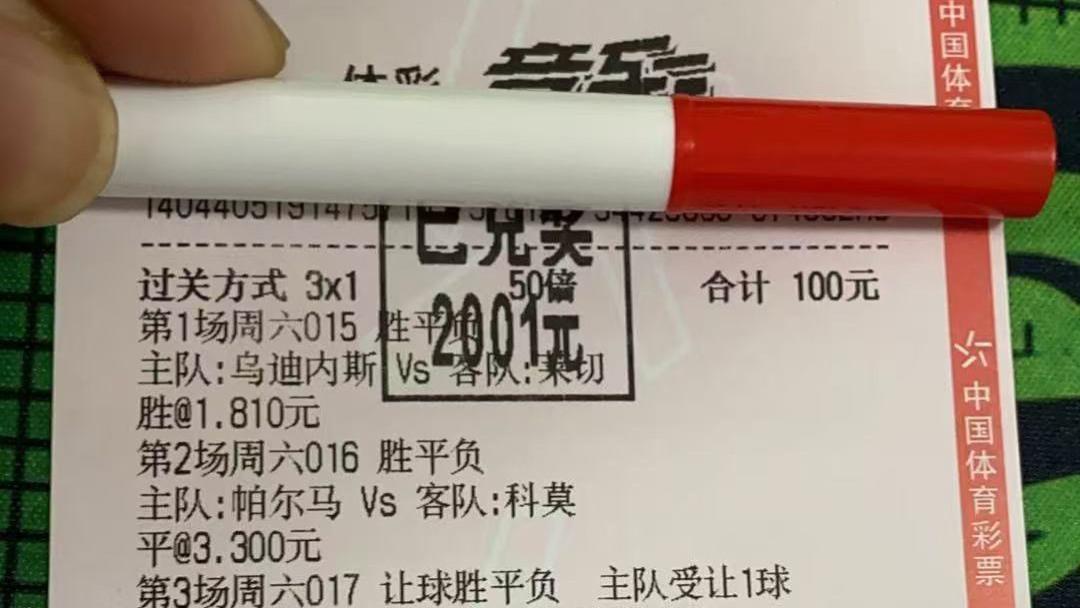 体彩
已兑奖
过关方式 3x1 50倍 合计 100元
2001元
第1场周六015 胜平负
主队:乌迪内斯 Vs 客队:莱切
胜@1.810元
第2场周六016 胜平负
主队:帕尔马 Vs 客队:科莫
平@3.300元
第3场周六017 让球胜平负 主队受让1球
中国体育
中国体育彩票